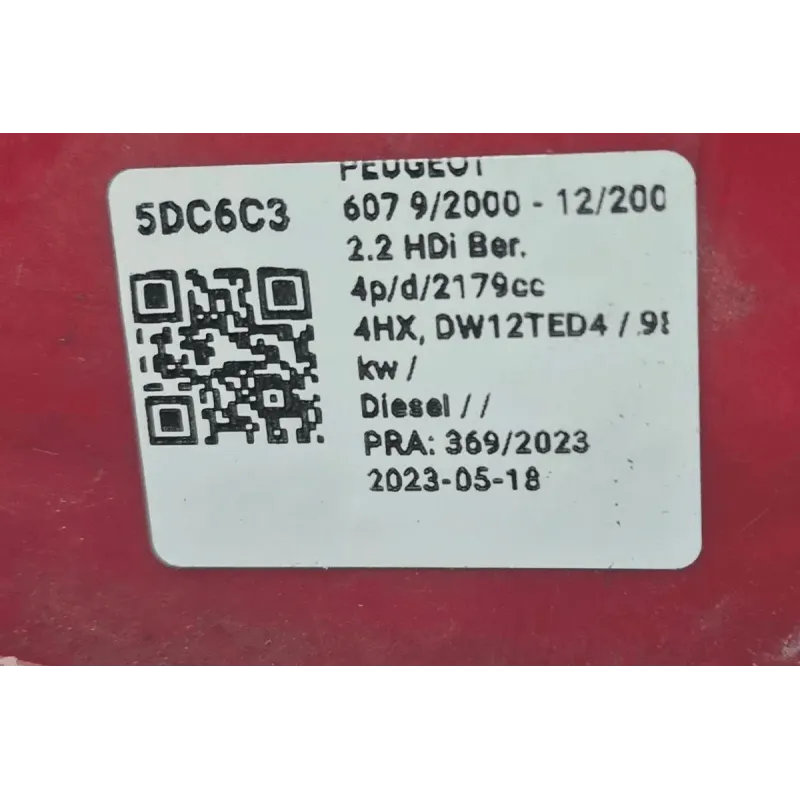 5DC6C3
PEUGEOT
607 9/2000 - 12/200
2.2 HDi Ber.
4p/d/2179cc
4HX, DW12TED4 / 98
kw /
Diesel / /
PRA: 369/2023
2023-05-18